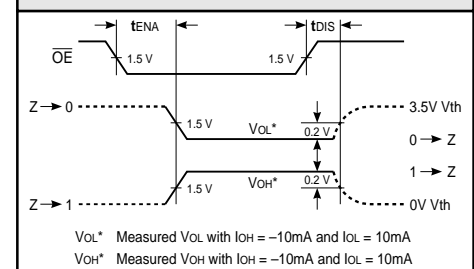 tENA
tDIS
OE
1.5 V
1.5 V
Z → 0
1.5 V
VOL*
0.2 V
3.5V Vth
0 → Z
1 → Z
Z → 1
1.5 V
VOH*
0.2 V
0V Vth
VOL* Measured VOL with IOH = –10mA and IOL = 10mA
VOH* Measured VOH with IOH = –10mA and IOL = 10mA